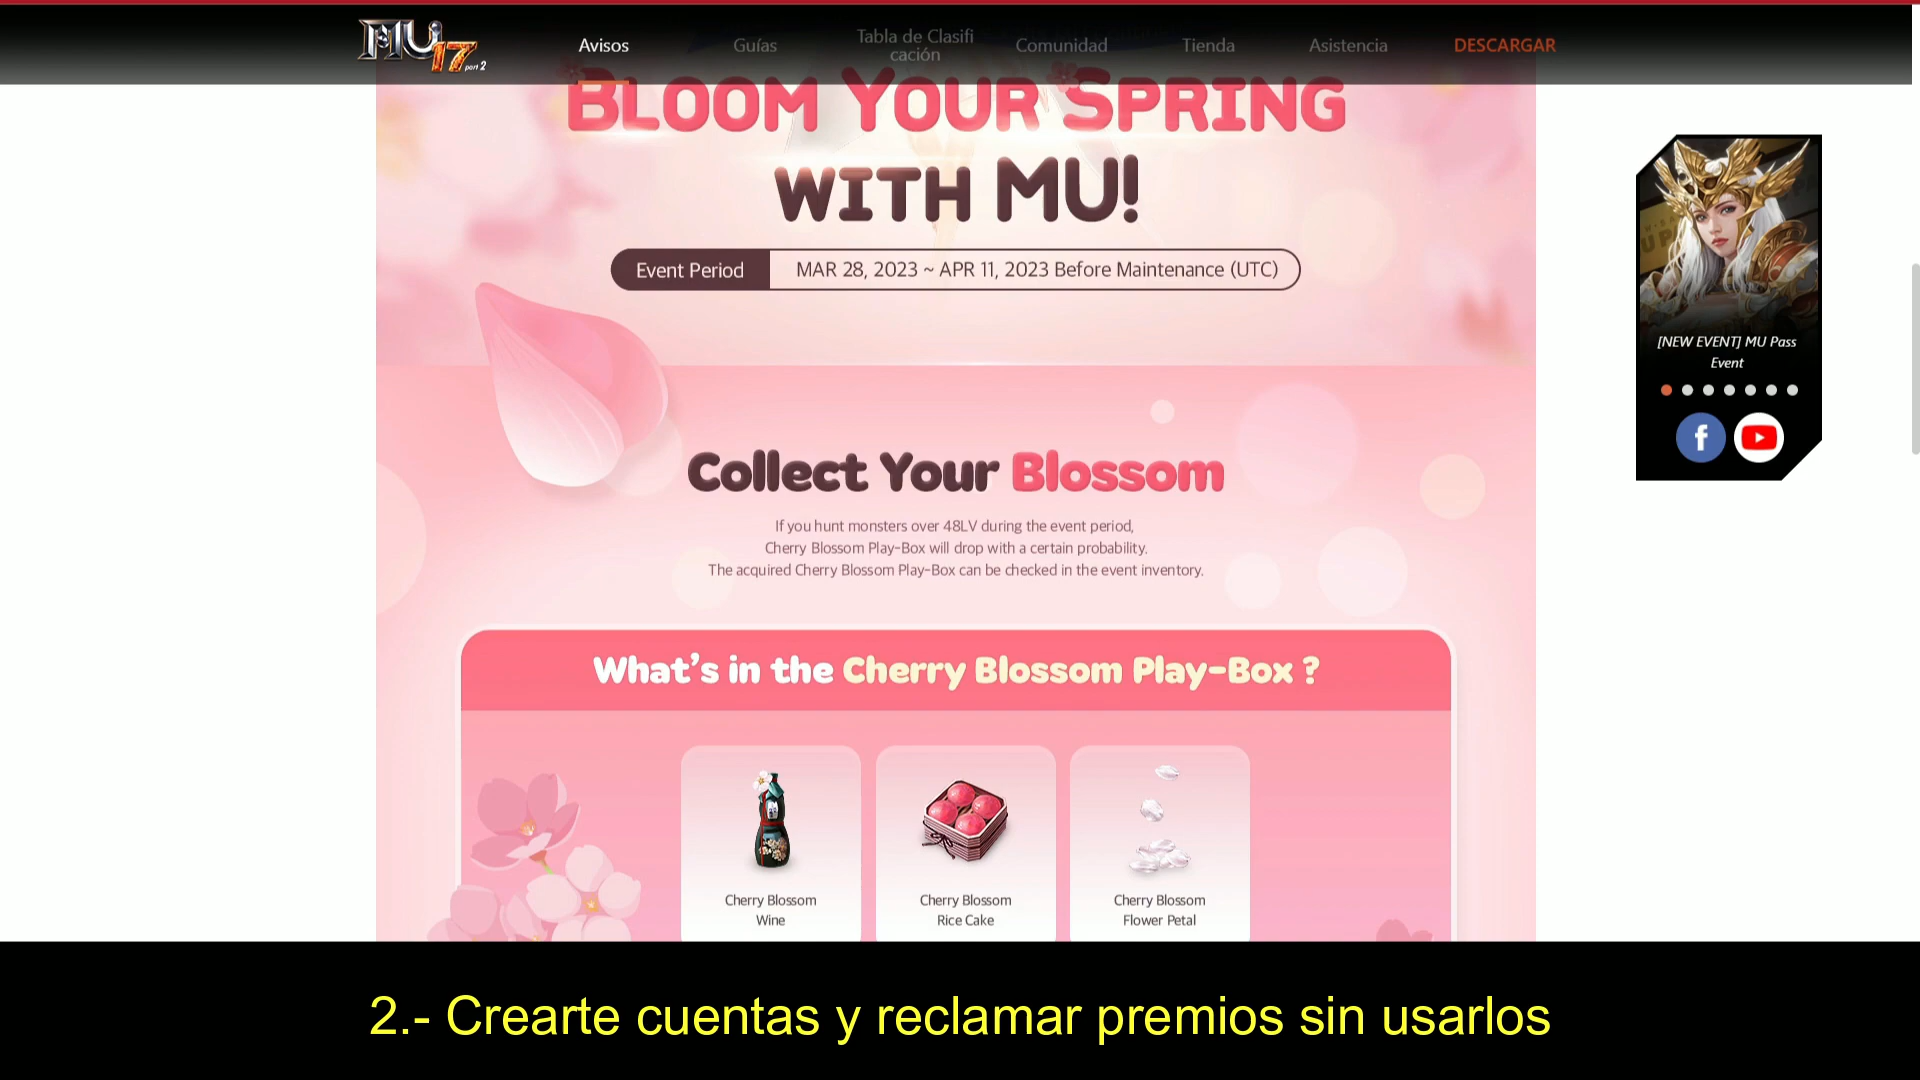 MU 17 part 2
Avisos
Guías
Tabla de Clasifi
cación
Comunidad
Tienda
Asistencia
DESCARGAR
BLOOM YOUR SPRING
WITH MU!
Event Period MAR 28, 2023 ~ APR 11, 2023 Before Maintenance (UTC)
[NEW EVENT] MU Pass
Event
Collect Your Blossom
If you hunt monsters over 48LV during the event period,
Cherry Blossom Play-Box will drop with a certain probability.
The acquired Cherry Blossom Play-Box can be checked in the event inventory.
What's in the Cherry Blossom Play-Box ?
Cherry Blossom
Wine
Cherry Blossom
Rice Cake
Cherry Blossom
Flower Petal
2.- Crearte cuentas y reclamar premios sin usarlos